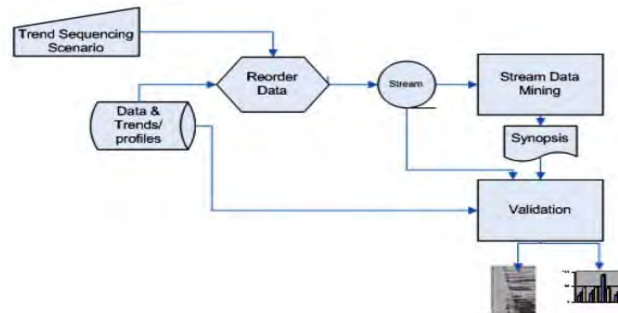 Trend Sequencing
Scenario
Reorder
Data
Stream
Stream Data
Mining
Data &
Trends/
profiles
Synopsis
Validation